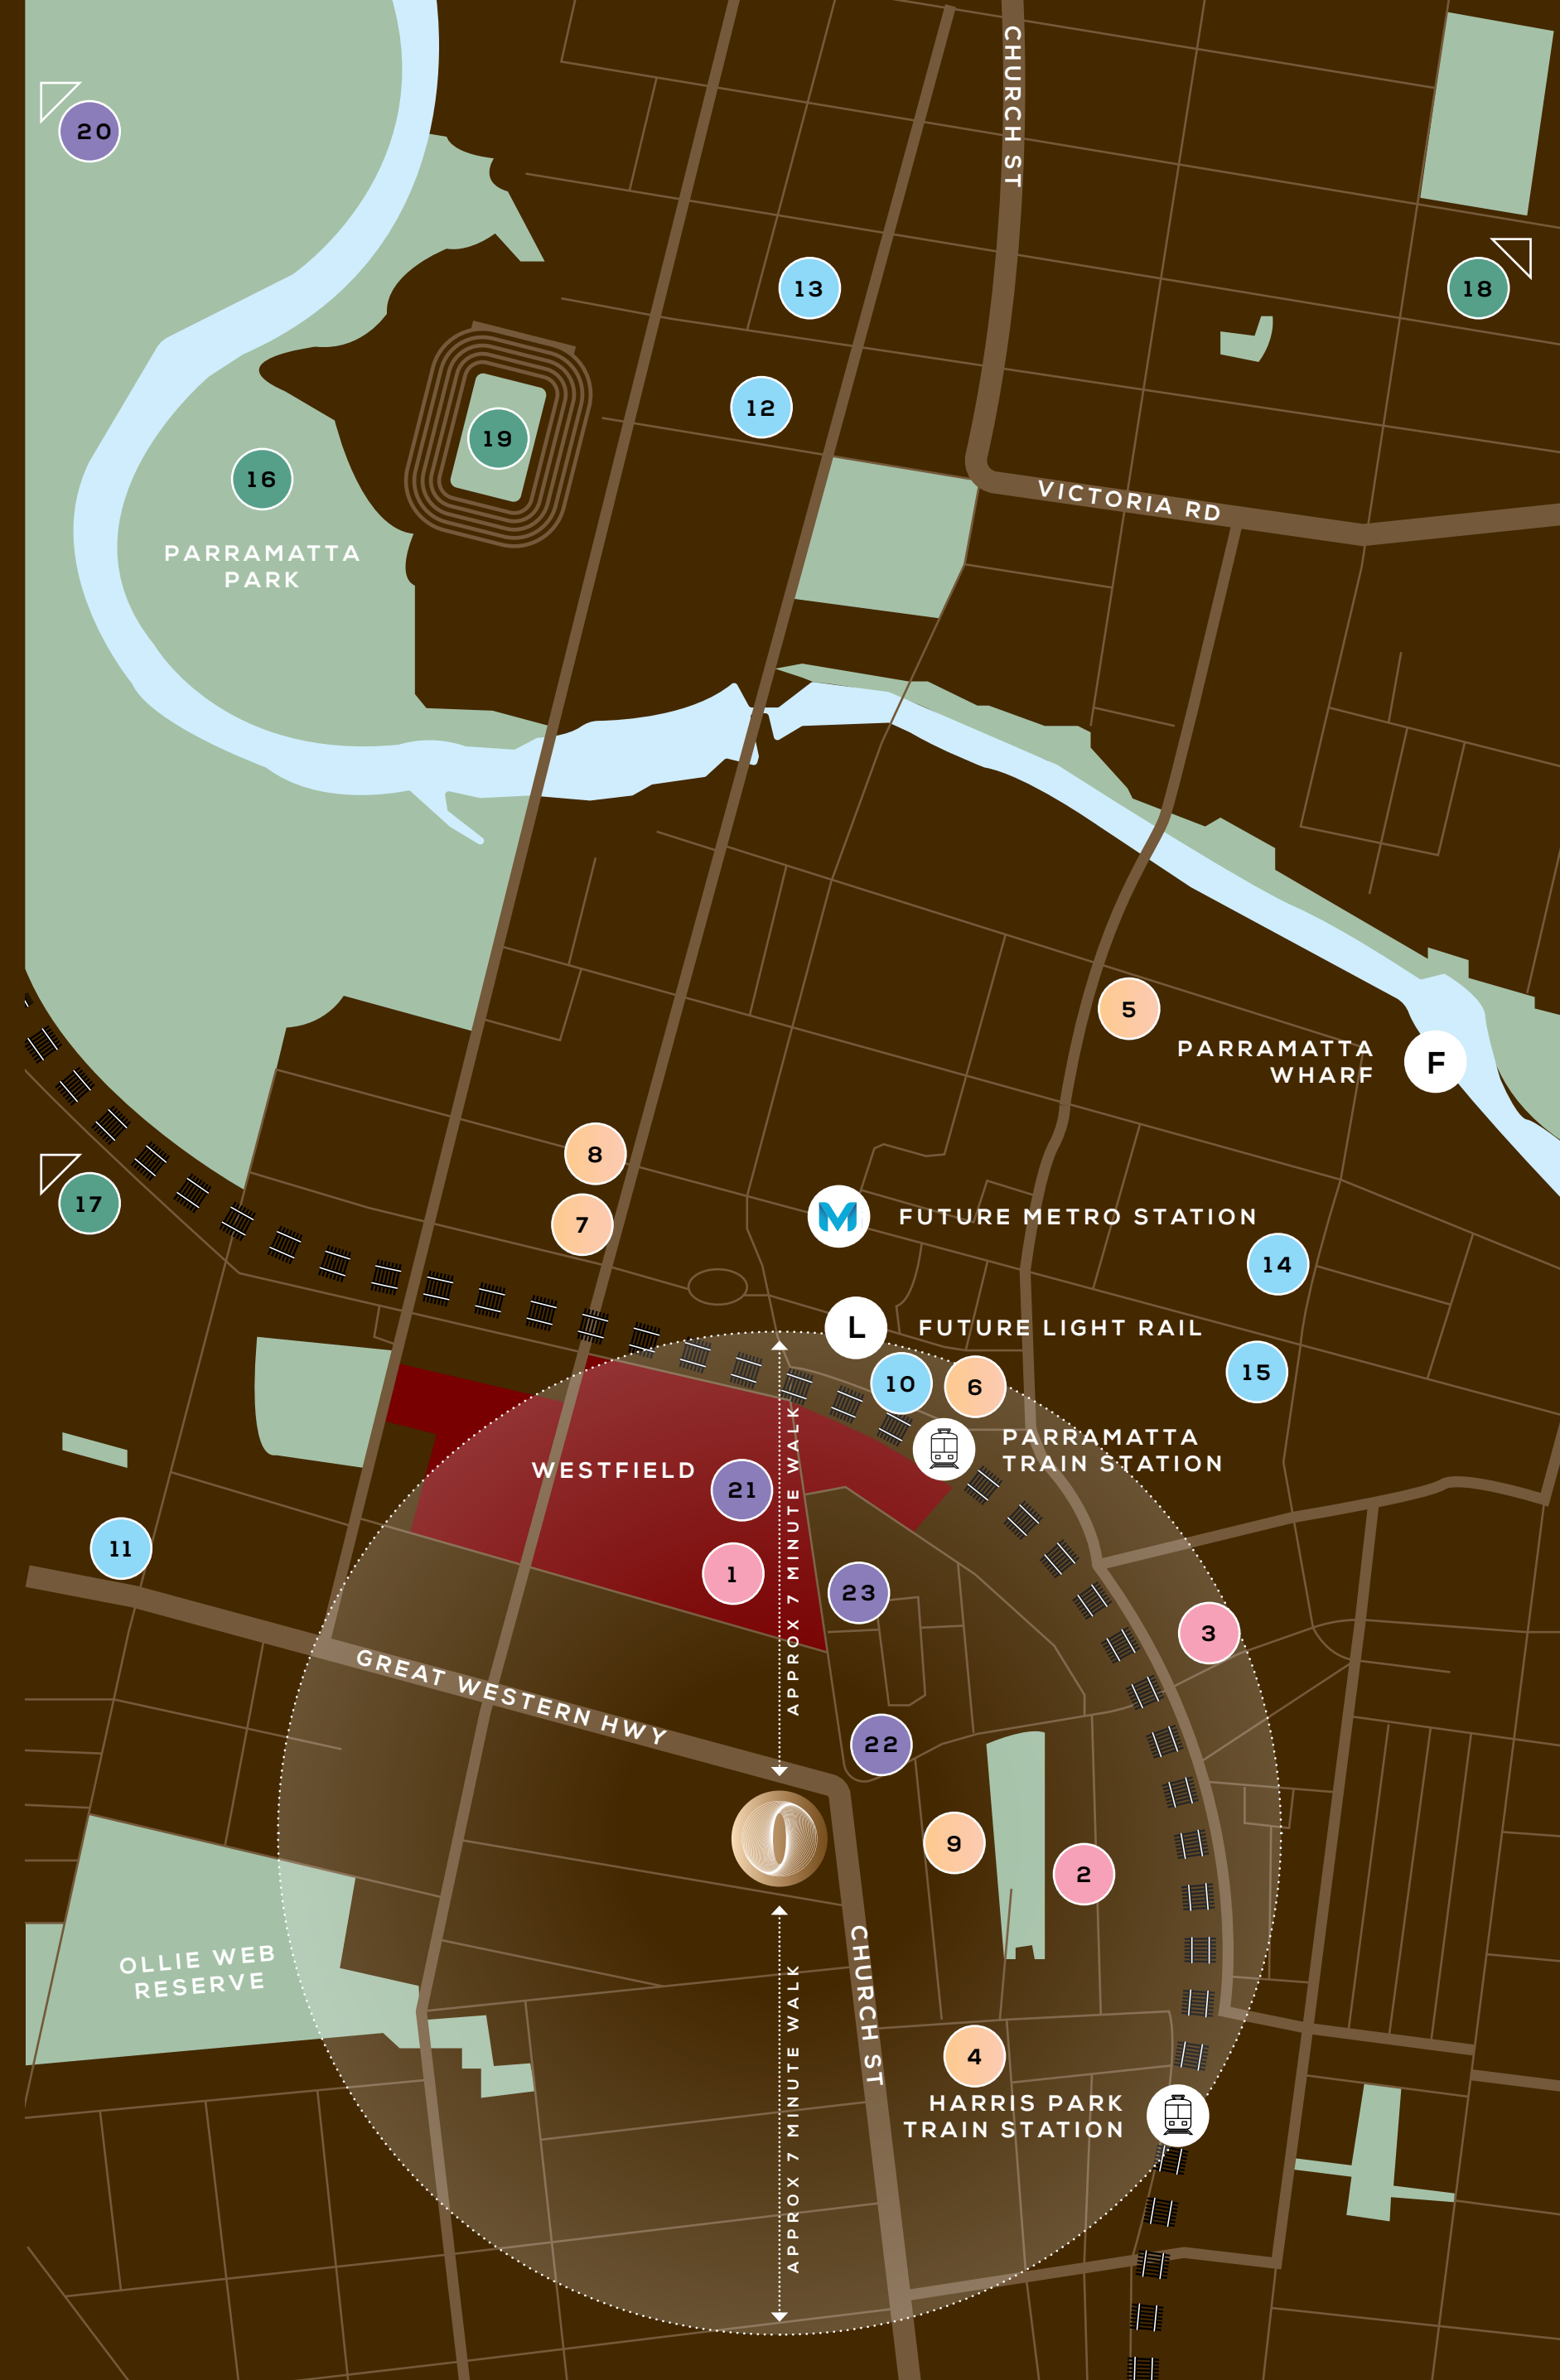 CHURCH ST
20
13
18
12
19
16
VICTORIA RD
PARRAMATTA
PARK
5
PARRAMATTA
WHARF
F
8
17
7
M
FUTURE METRO STATION
14
L
FUTURE LIGHT RAIL
15
10
6
PARRAMATTA
TRAIN STATION
WESTFIELD
21
APPROX 7 MINUTE WALK
11
1
23
3
GREAT WESTERN HWY
22
9
2
OLLIE WEB
RESERVE
CHURCH ST
APPROX 7 MINUTE WALK
4
HARRIS PARK
TRAIN STATION